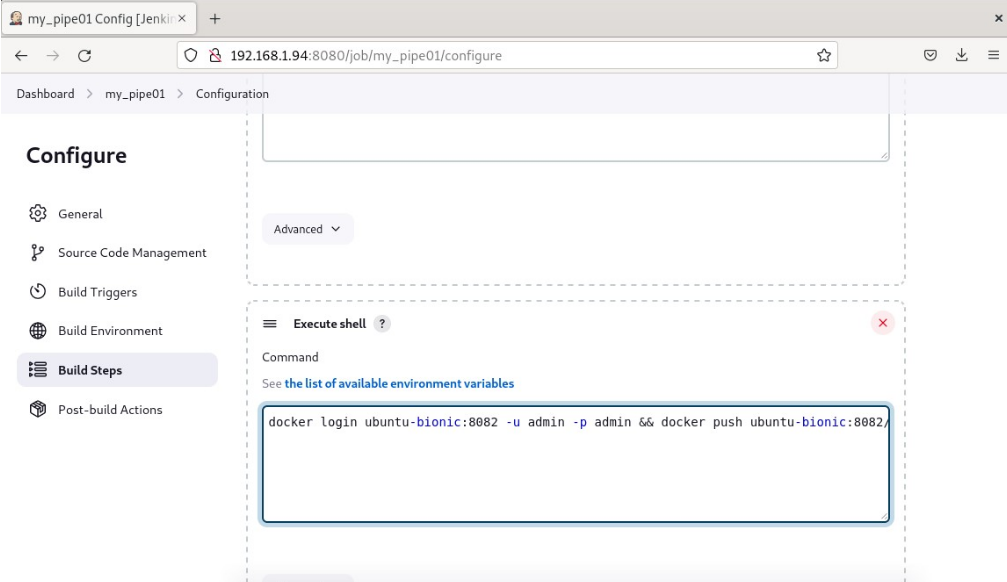 my_pipe01 Config [Jenkin
192.168.1.94:8080/job/my_pipe01/configure
Dashboard > my_pipe01 > Configuration
Configure
General
Source Code Management
Build Triggers
Build Environment
Build Steps
Post-build Actions
Advanced
Execute shell ?
Command
See the list of available environment variables
docker login ubuntu-bionic:8082 -u admin -p admin && docker push ubuntu-bionic:8082/